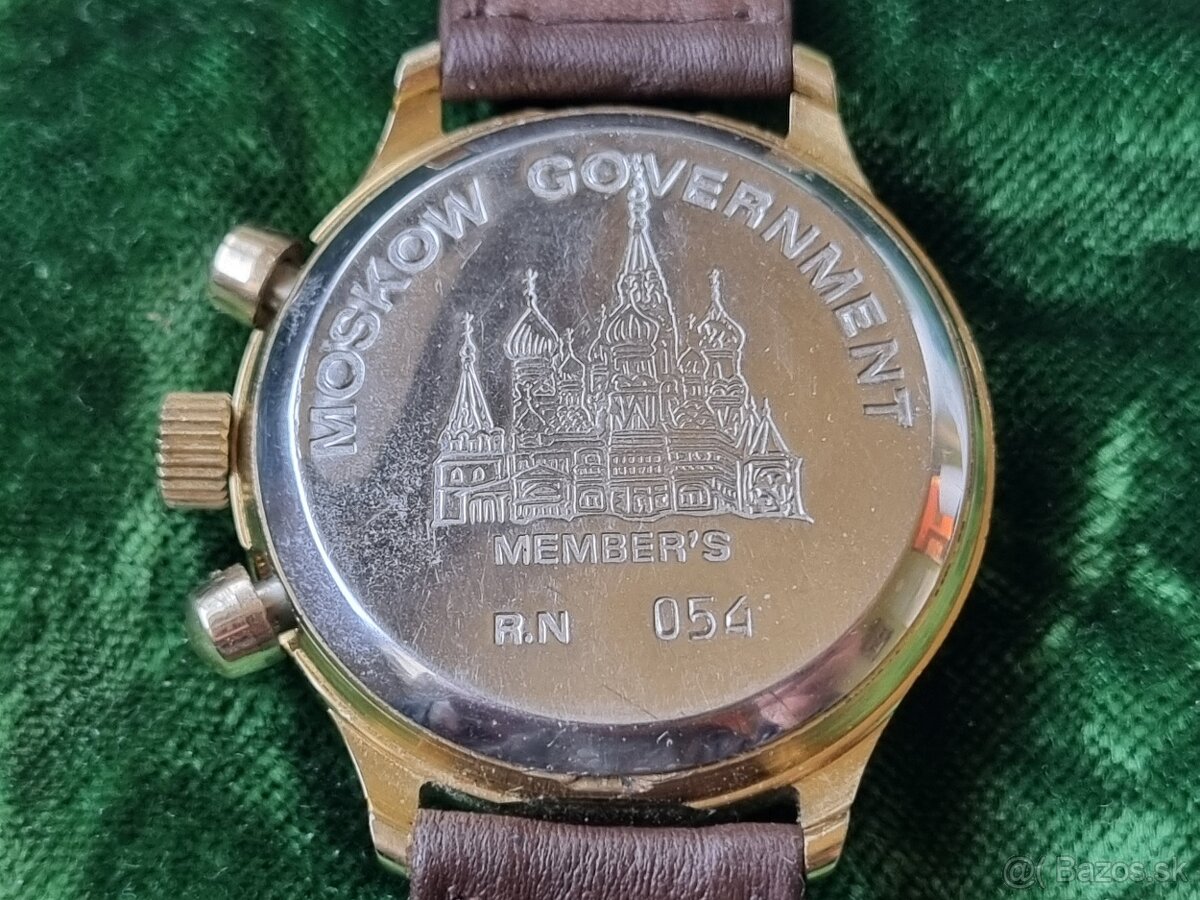 MOSKOW GOVERNMENT
MEMBER'S
R.N 054
@( Bazos.sk